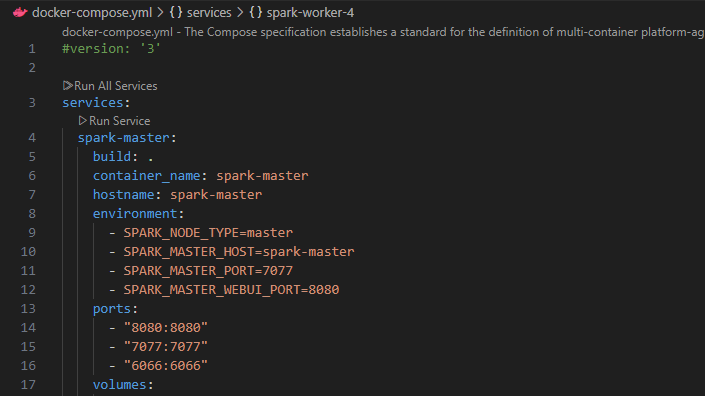 docker-compose.yml > {} services > {} spark-worker-4
docker-compose.yml - The Compose specification establishes a standard for the definition of multi-container platform-ag
1 #version: '3'
2
Run All Services
3 services:
Run Service
4 spark-master:
5 build: .
6 container_name: spark-master
7 hostname: spark-master
8 environment:
9 - SPARK_NODE_TYPE=master
10 - SPARK_MASTER_HOST=spark-master
11 - SPARK_MASTER_PORT=7077
12 - SPARK_MASTER_WEBUI_PORT=8080
13 ports:
14 - "8080:8080"
15 - "7077:7077"
16 - "6066:6066"
17 volumes: